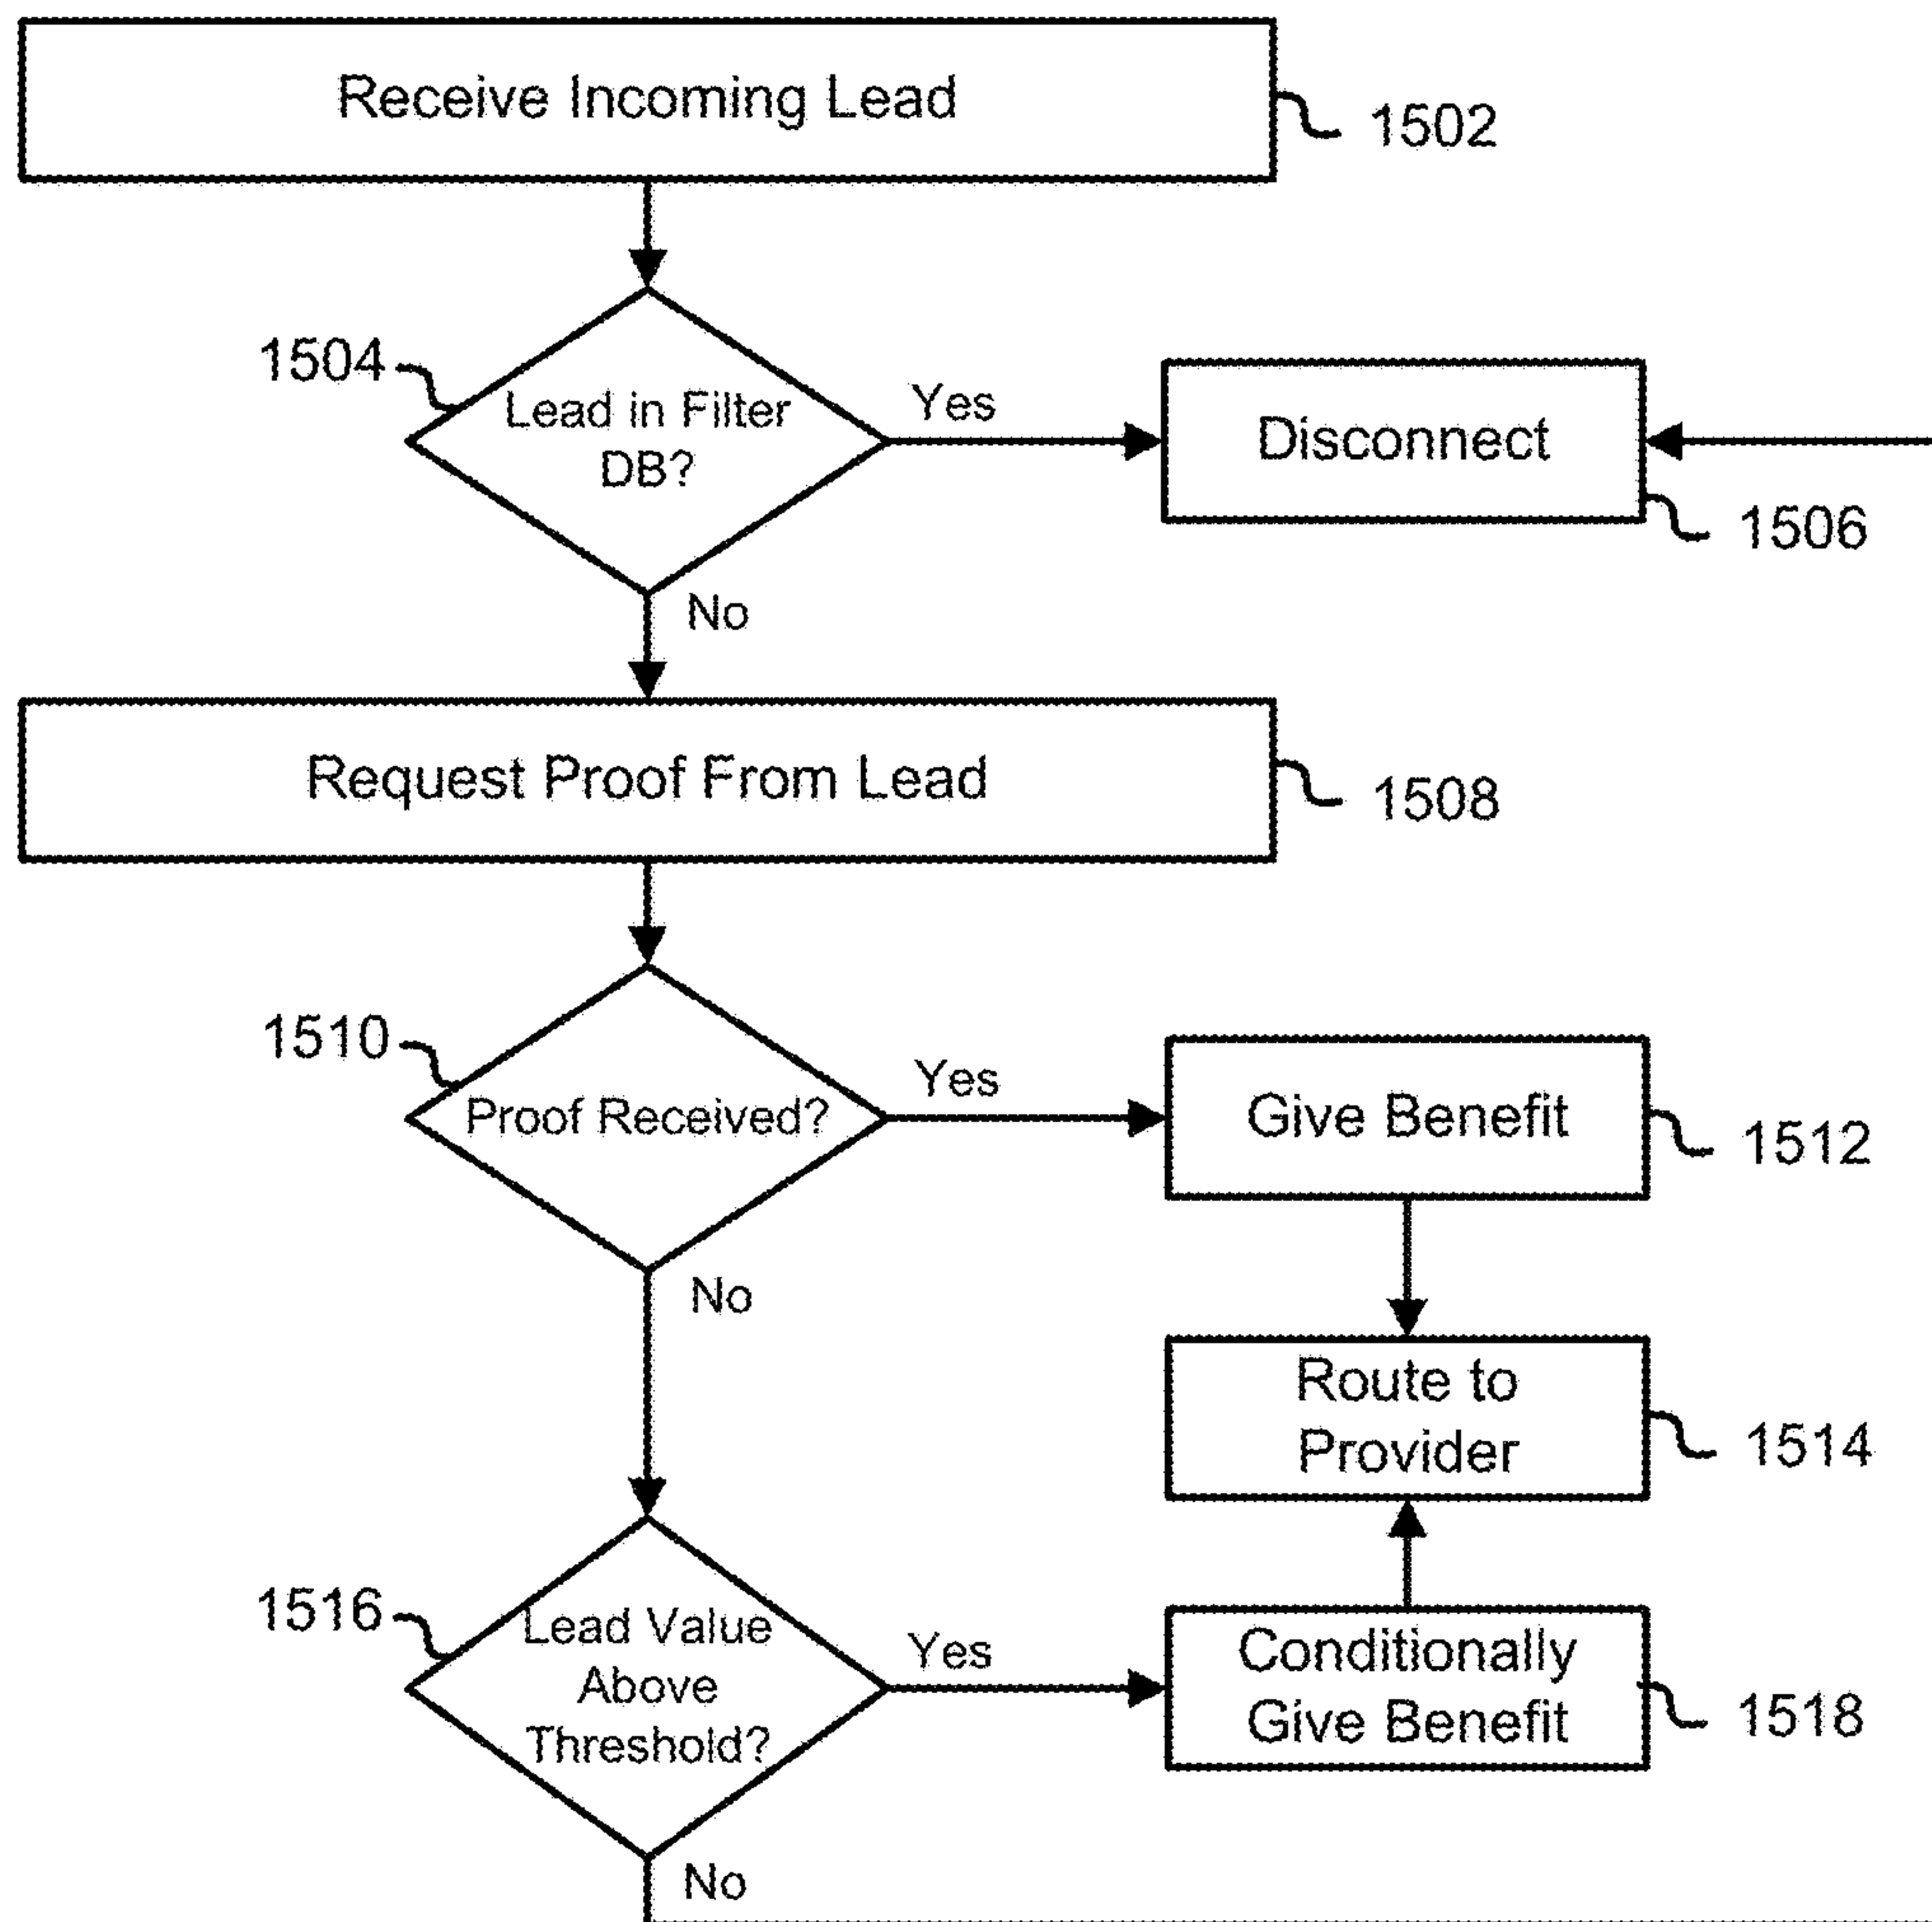 Receive Incoming Lead
1502
1504
Lead in Filter
DB?
Yes
Disconnect
1506
No
Request Proof From Lead
1508
1510
Proof Received?
Yes
Give Benefit
1512
No
Route to
Provider
1514
1516
Lead Value
Above
Threshold?
Yes
Conditionally
Give Benefit
1518
No